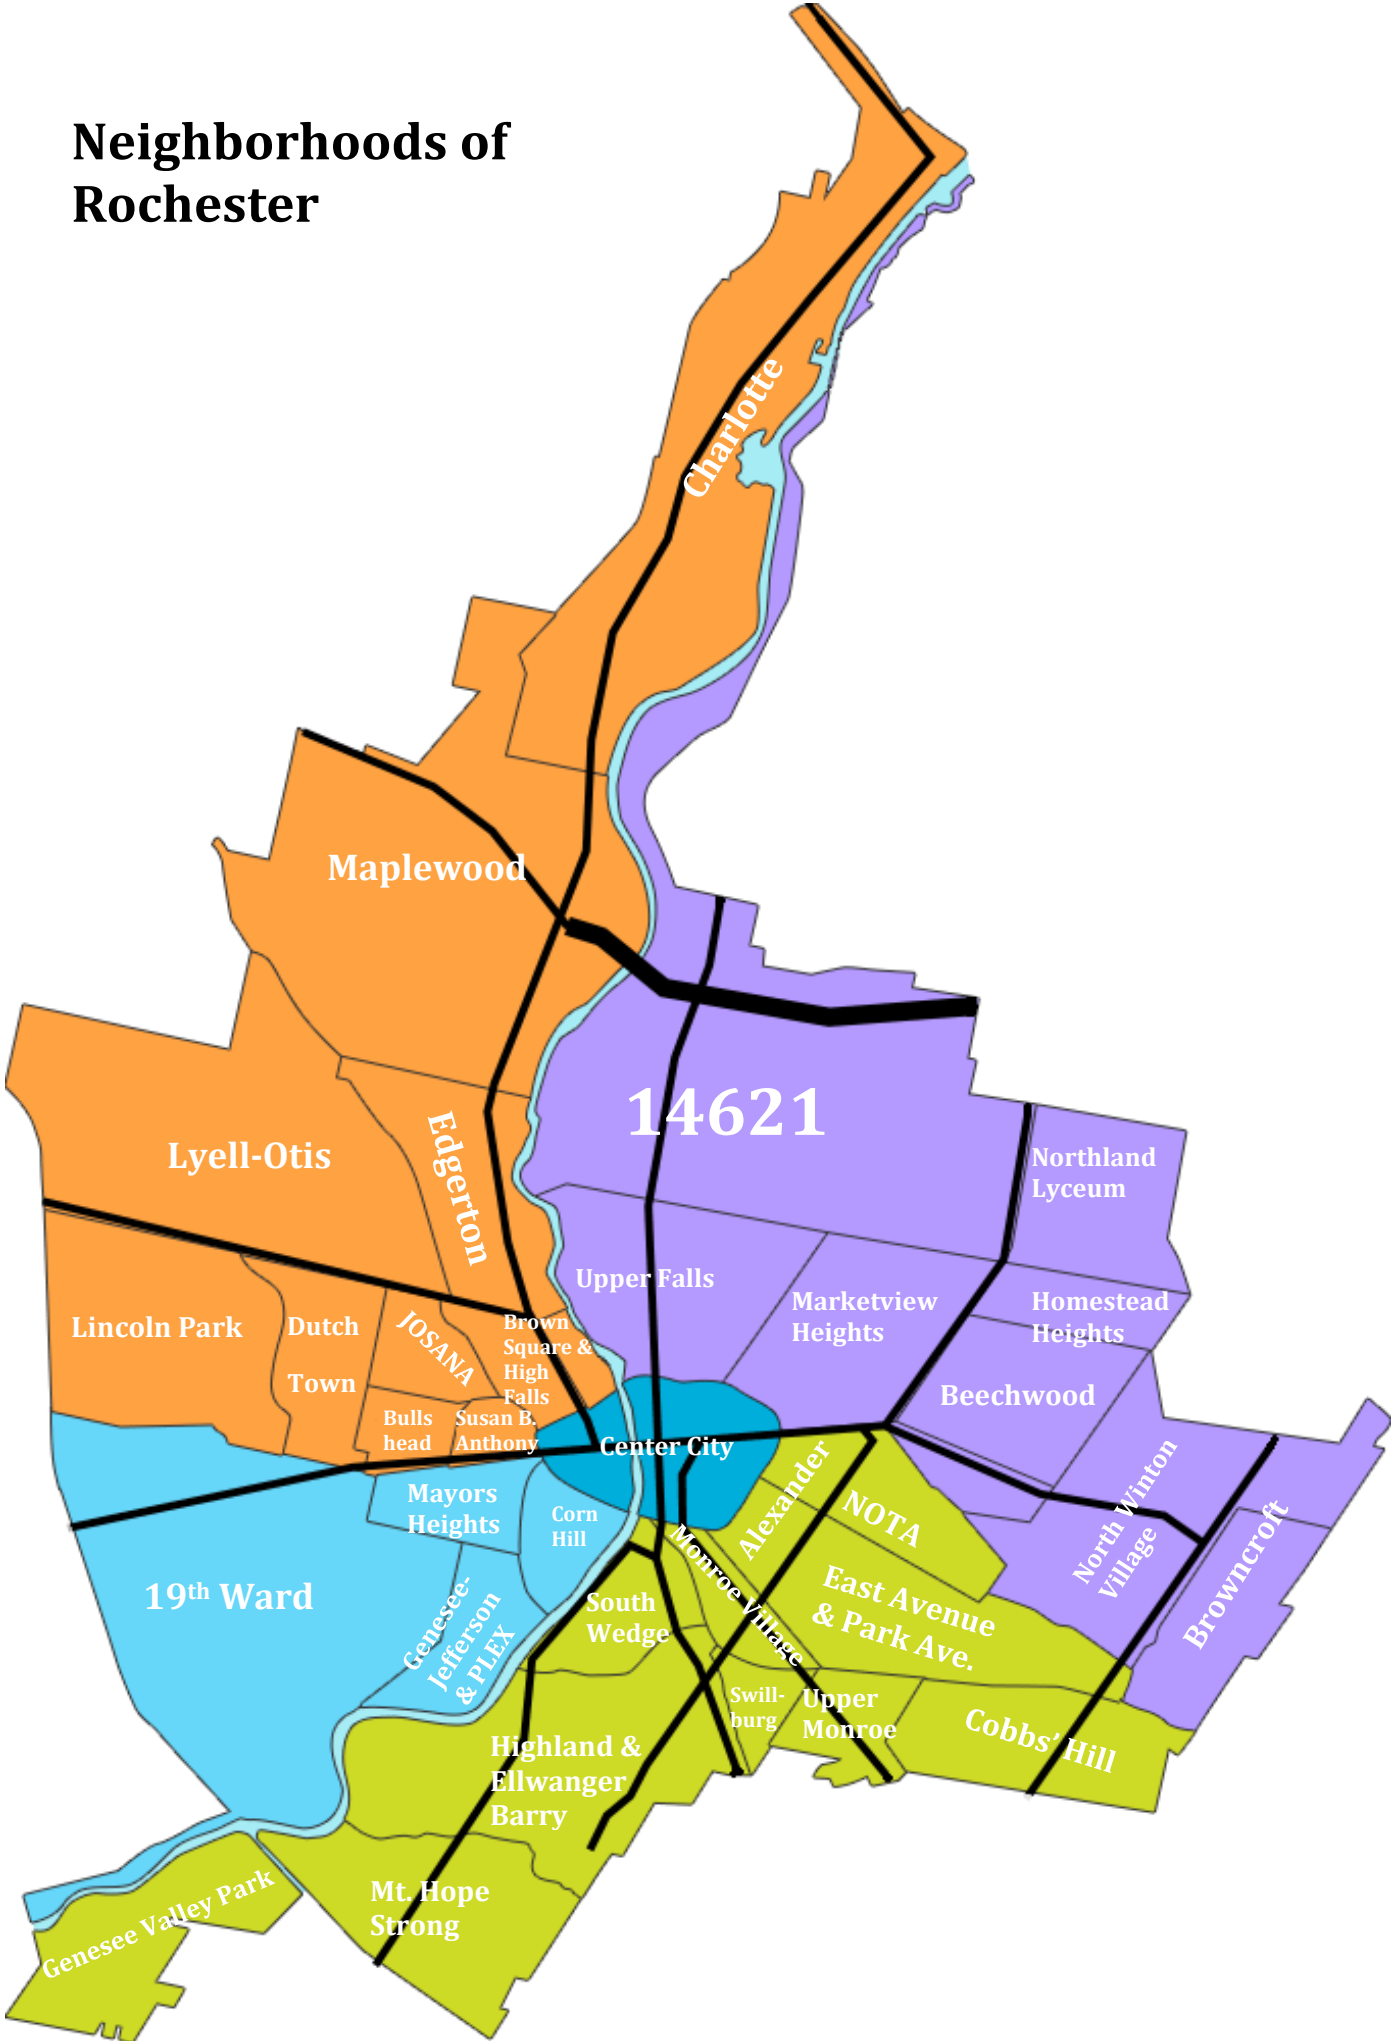 Neighborhoods of
Rochester
Charlotte
Maplewood
14621
Lyell-Otis
Edgerton
Northland
Lyceum
Upper Falls
Marketview
Heights
Homestead
Heights
Lincoln Park
Dutch
Town
JOSANA
Brown
Square &
High
Falls
Beechwood
Bulls
head
Susan B.
Anthony
Center City
Mayors
Heights
Corn
Hill
Alexander
NOTA
North Winton
Village
Browncroft
19th Ward
Genesee-
Jefferson
& PLEX
South
Wedge
Monroe Village
East Avenue
& Park Ave.
Swill-
burg
Upper
Monroe
Cobbs' Hill
Highland &
Ellwanger
Barry
Mt. Hope
Strong
Genesee Valley Park